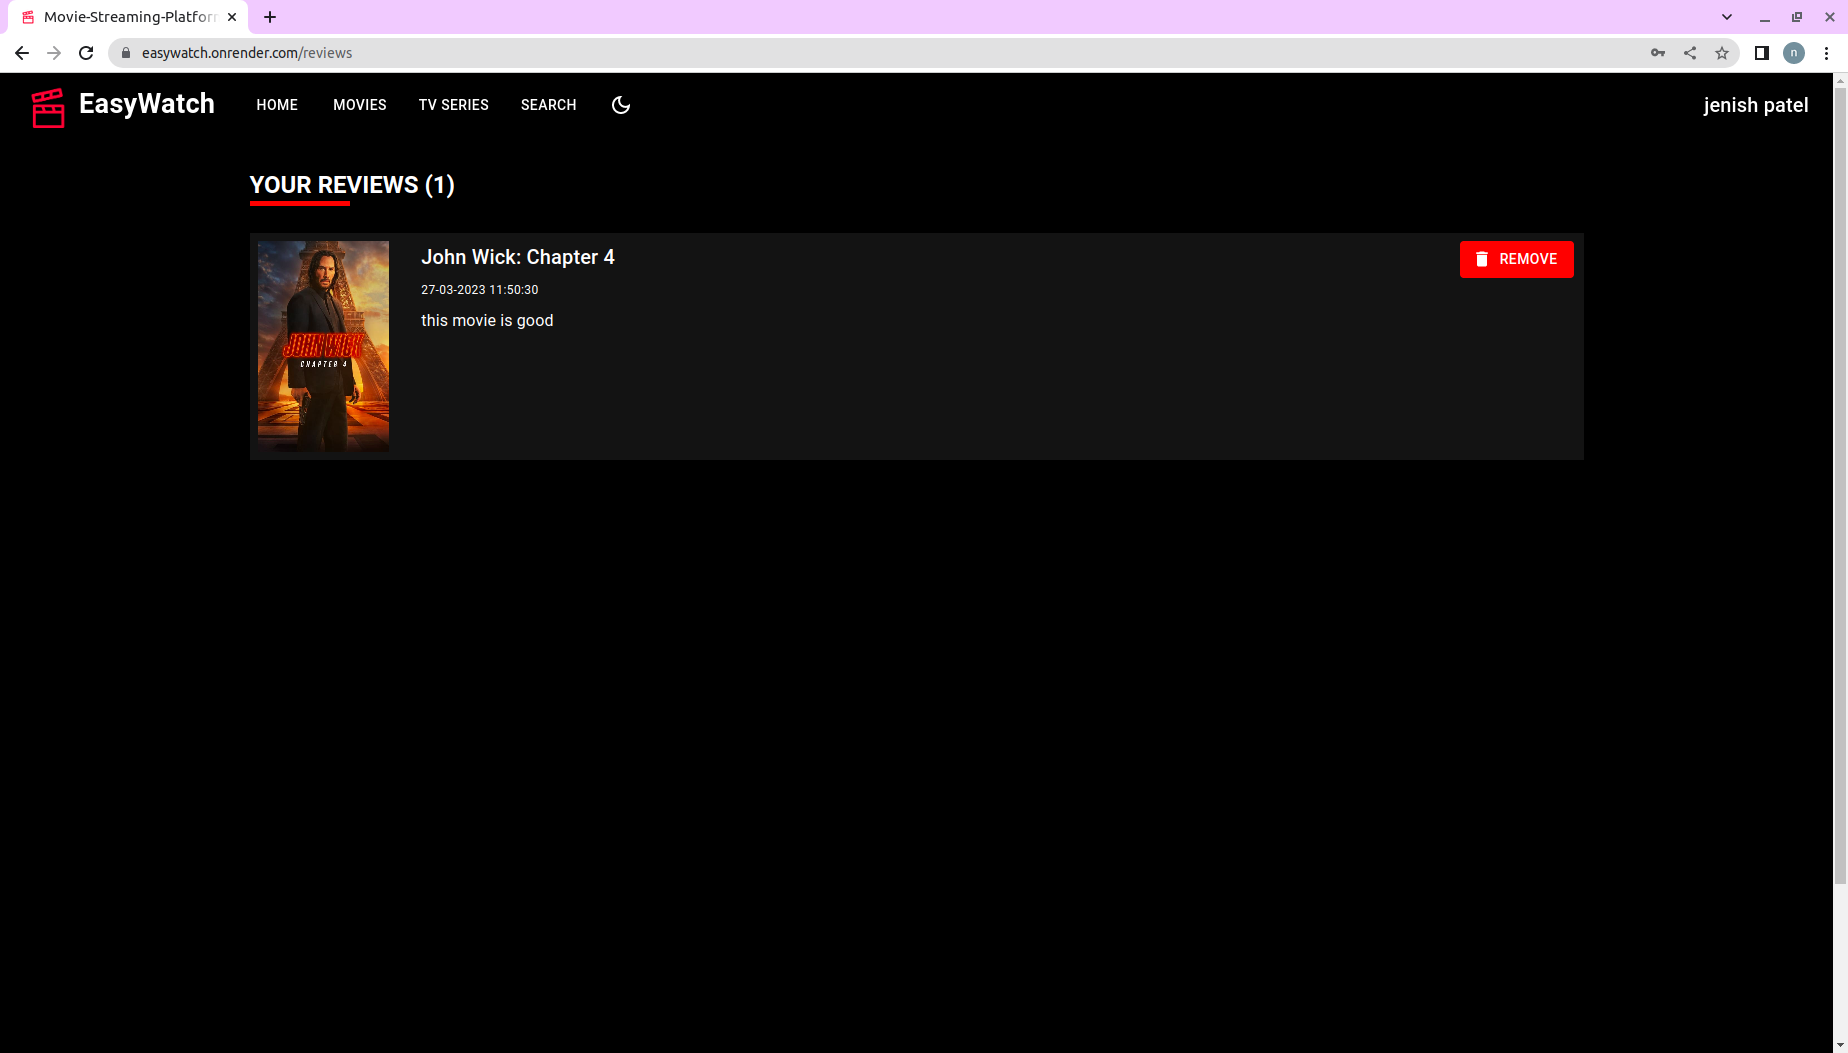 Movie-Streaming-Platfor
easywatch.onrender.com/reviews
n
EasyWatch
HOME
MOVIES
TV SERIES
SEARCH
jenish patel
YOUR REVIEWS (1)
John Wick: Chapter 4
REMOVE
27-03-2023 11:50:30
this movie is good
JOHN WICK
CHAPTER 4